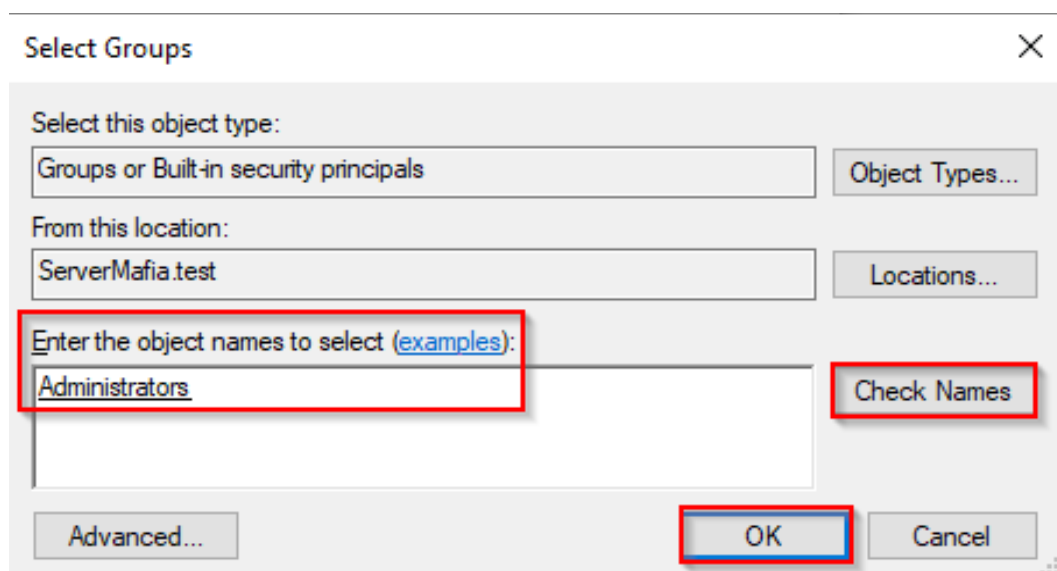 Select Groups
Select this object type:
Groups or Built-in security principals
Object Types...
From this location:
ServerMafia.test
Locations...
Enter the object names to select (examples):
Administrators
Check Names
Advanced...
OK
Cancel